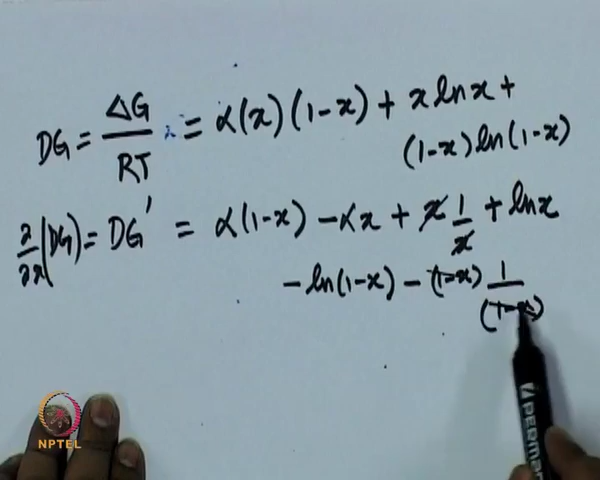 DG = ΔG/RT = α(x)(1-x) + x ln x +
(1-x) ln(1-x)
∂/∂x (DG) = DG' = α(1-x) - αx + x 1/x + ln x
- ln(1-x) - (1-x) 1/(1-x)
NPTEL